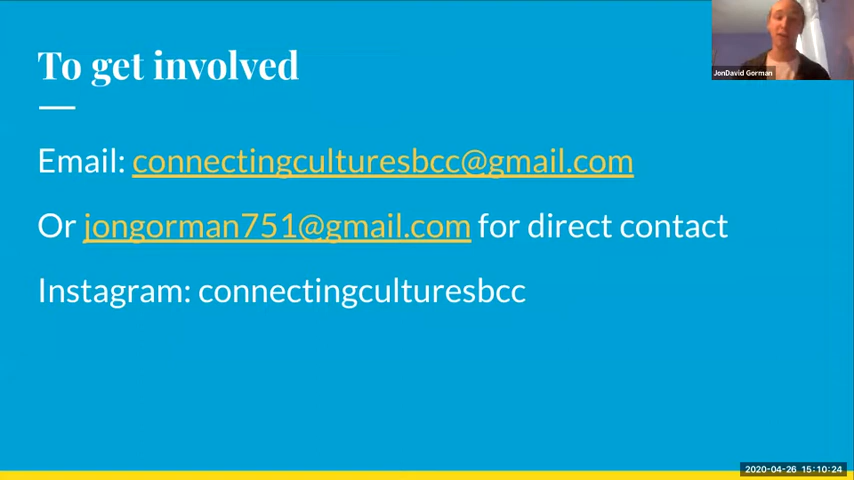 To get involved
JonDavid Gorman
Email: connectingculturesbcc@gmail.com
Or jongorman751@gmail.com for direct contact
Instagram: connectingculturesbcc
2020-04-26 15:10:24